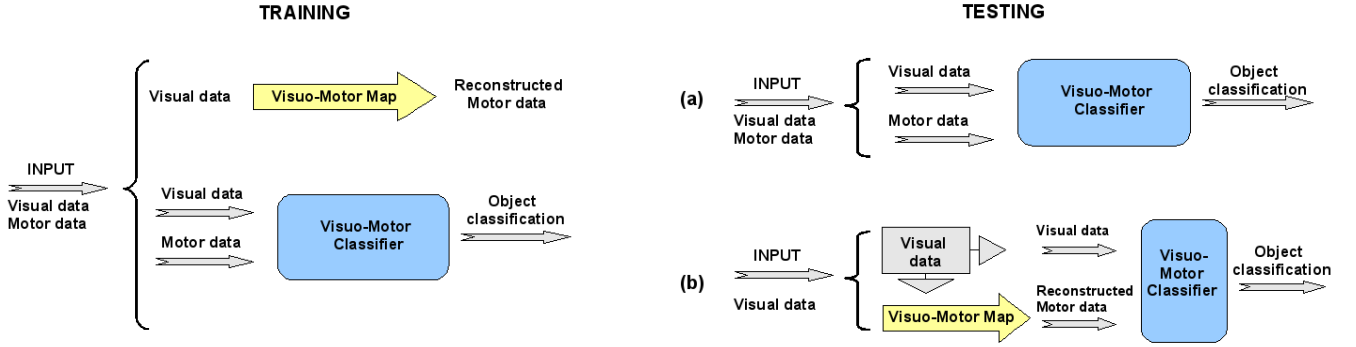 TRAINING
INPUT
Visual data
Motor data
Visual data
Visuo-Motor Map
Reconstructed
Motor data
Visual data
Motor data
Visuo-Motor
Classifier
Object
classification
TESTING
(a)
INPUT
Visual data
Motor data
Visual data
Motor data
Visuo-Motor
Classifier
Object
classification
(b)
INPUT
Visual data
Visual
data
Visuo-Motor Map
Visual data
Reconstructed
Motor data
Visuo-
Motor
Classifier
Object
classification